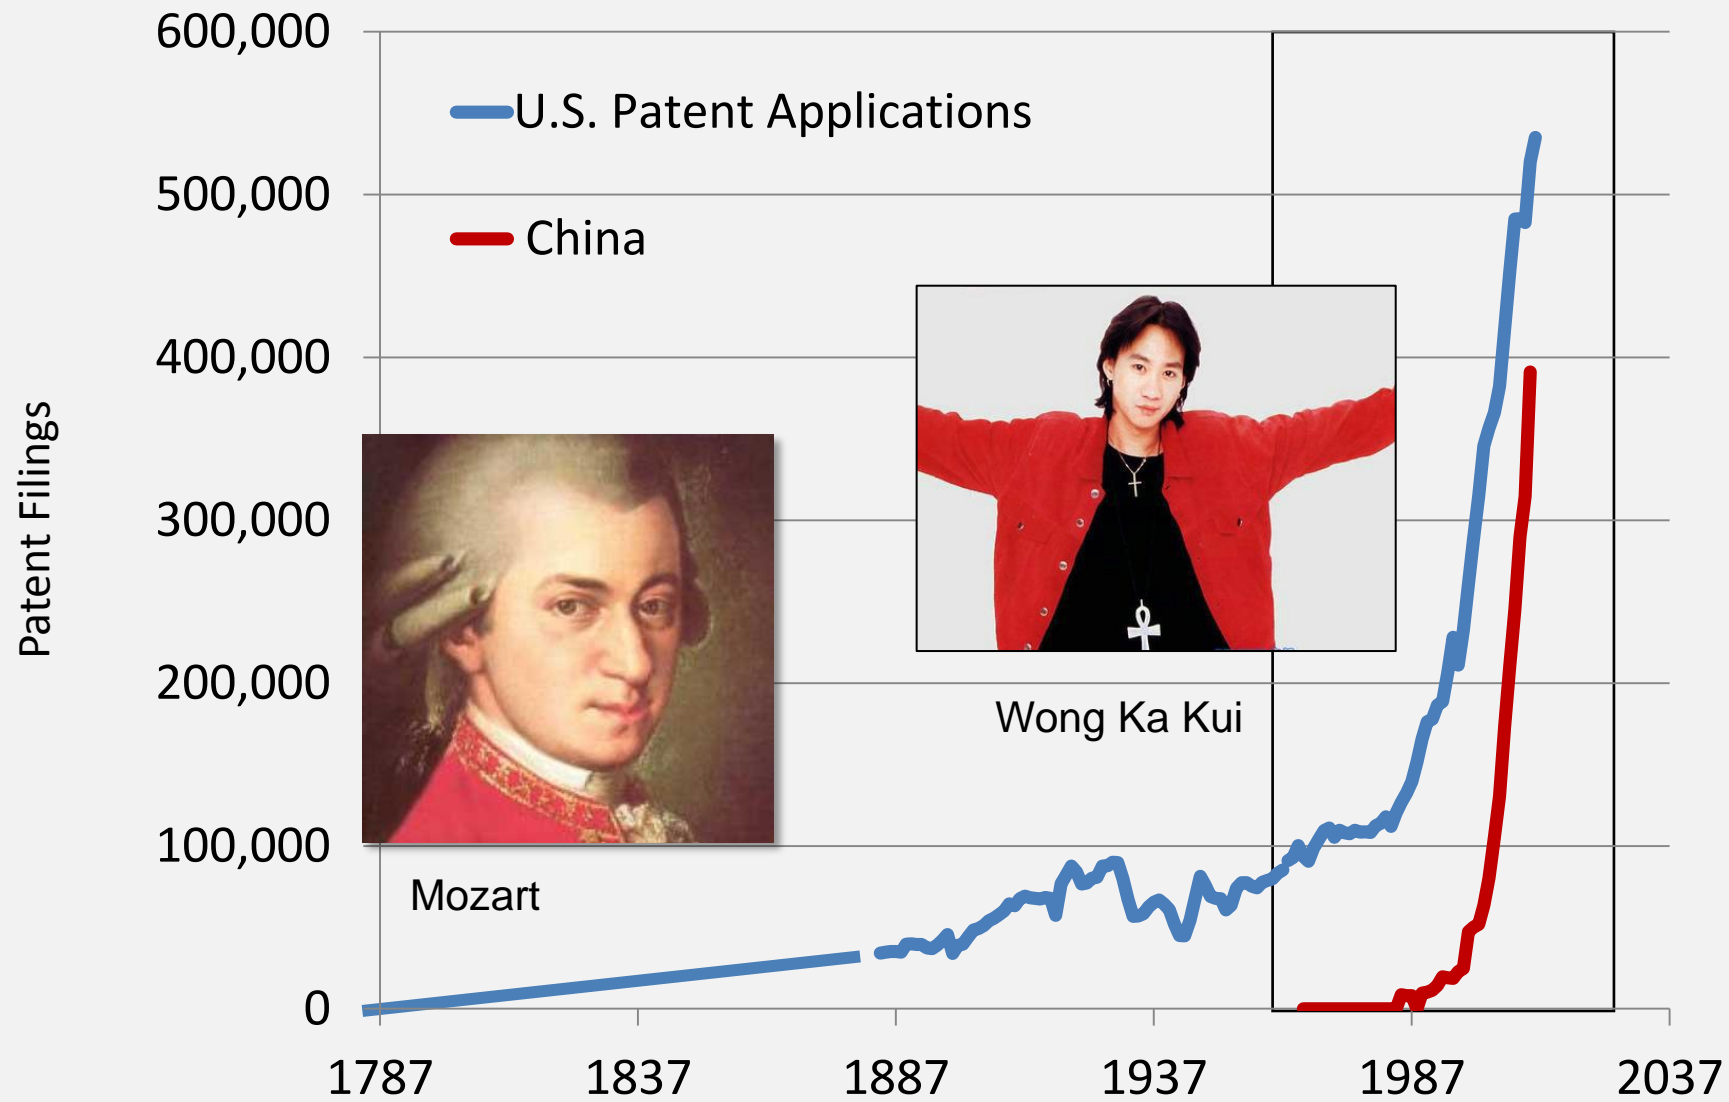 600,000
U.S. Patent Applications
500,000
China
400,000
Patent Filings
300,000
200,000
Wong Ka Kui
100,000
Mozart
0
1787 1837 1887 1937 1987 2037